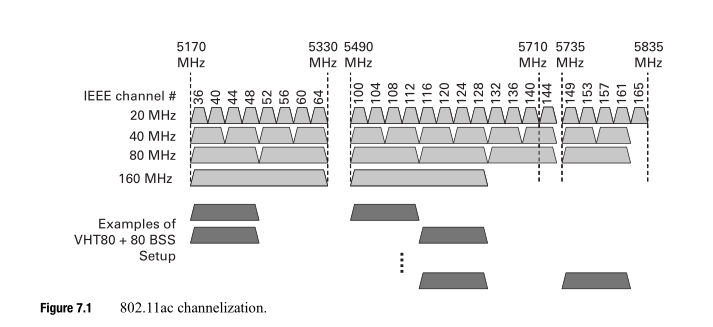 5170 5330 5490 5710 5735 5835
MHz MHz MHz MHz MHz MHz
IEEE channel # 36 40 44 48 52 56 60 64 100 104 108 112 116 120 124 128 132 136 140 144 149 153 157 161 165
20 MHz
40 MHz
80 MHz
160 MHz
Examples of
VHT80 + 80 BSS
Setup
Figure 7.1 802.11ac channelization.